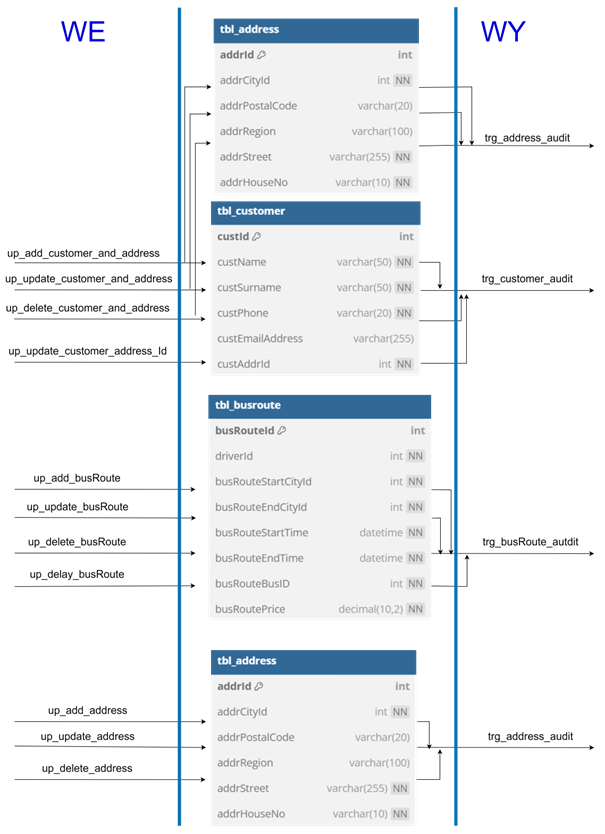 WE
WY
tbl_address
addrId int
addrCityId int NN
addrPostalCode varchar(20)
addrRegion varchar(100)
addrStreet varchar(255) NN
addrHouseNo varchar(10) NN
trg_address_audit
tbl_customer
custId int
custName varchar(50) NN
custSurname varchar(50) NN
custPhone varchar(20) NN
custEmailAddress varchar(255)
custAddrId int NN
up_add_customer_and_address
up_update_customer_and_address
up_delete_customer_and_address
up_update_customer_address_Id
trg_customer_audit
tbl_busroute
busRouteId int
driverId int NN
busRouteStartCityId int NN
busRouteEndCityId int NN
busRouteStartTime datetime NN
busRouteEndTime datetime NN
busRouteBusID int NN
busRoutePrice decimal(10,2) NN
up_add_busRoute
up_update_busRoute
up_delete_busRoute
up_delay_busRoute
trg_busRoute_autdit
tbl_address
addrId int
addrCityId int NN
addrPostalCode varchar(20)
addrRegion varchar(100)
addrStreet varchar(255) NN
addrHouseNo varchar(10) NN
up_add_address
up_update_address
up_delete_address
trg_address_audit